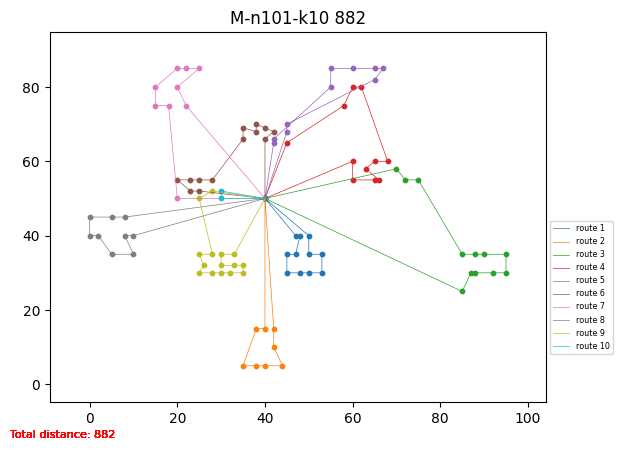 M-n101-k10 882
80
60
40
20
0
0 20 40 60 80 100
route 1
route 2
route 3
route 4
route 5
route 6
route 7
route 8
route 9
route 10
Total distance: 882